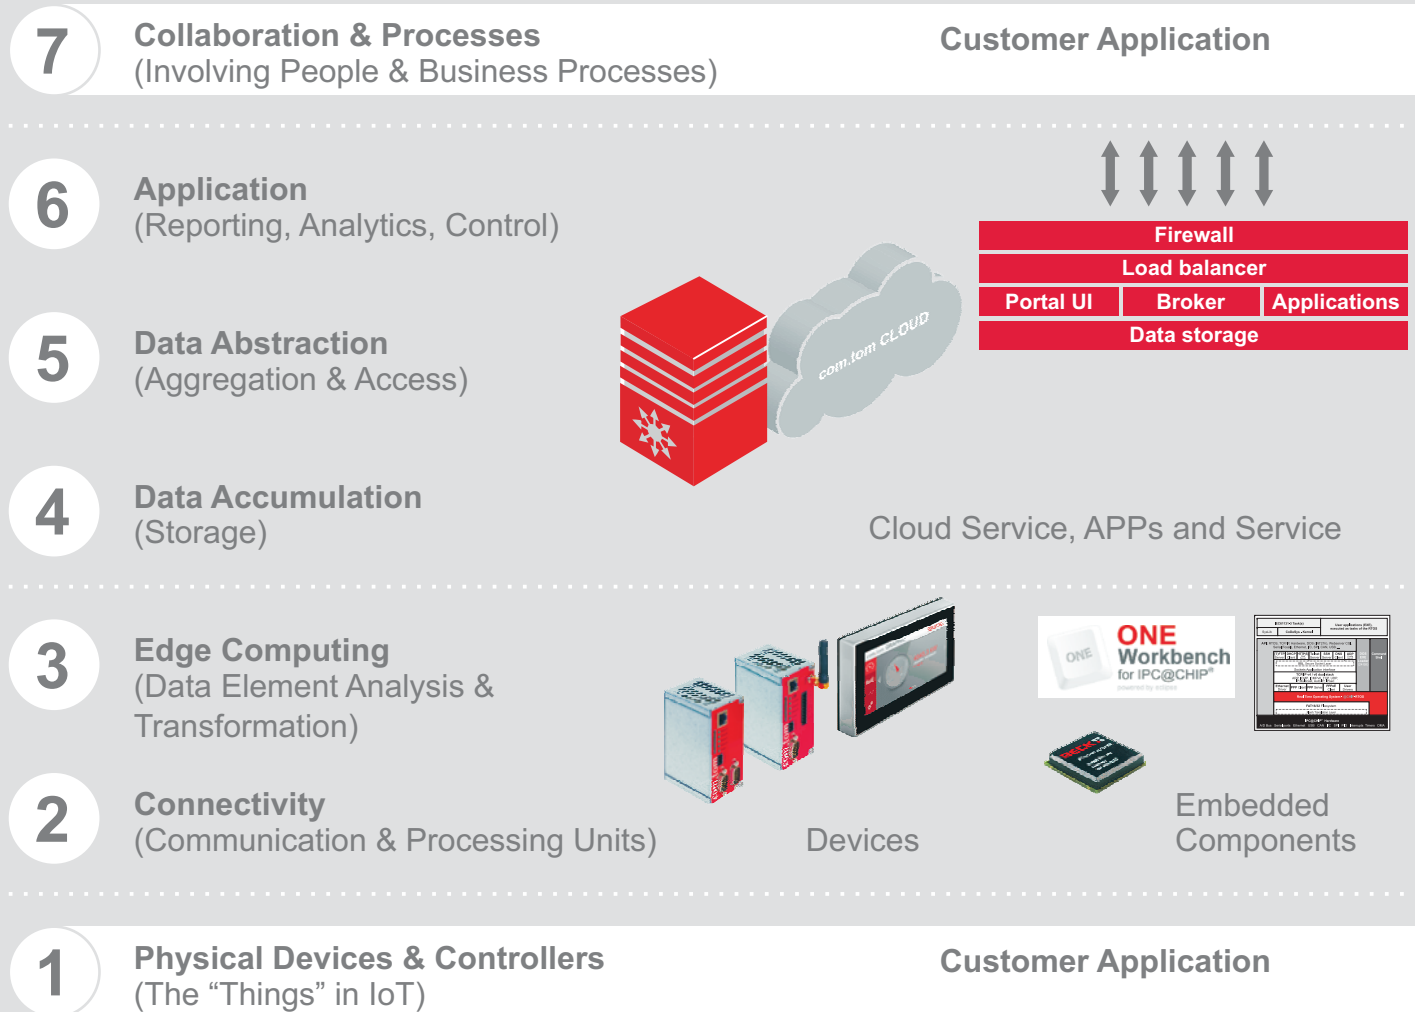 7
Collaboration & Processes
(Involving People & Business Processes)
Customer Application
6
Application
(Reporting, Analytics, Control)
Firewall
Load balancer
Portal UI
Broker
Applications
Data storage
com.tom CLOUD
5
Data Abstraction
(Aggregation & Access)
4
Data Accumulation
(Storage)
Cloud Service, APPs and Service
3
Edge Computing
(Data Element Analysis &
Transformation)
ONE
ONE
Workbench
for IPC@CHIP®
2
Connectivity
(Communication & Processing Units)
Devices
Embedded
Components
1
Physical Devices & Controllers
(The “Things” in IoT)
Customer Application